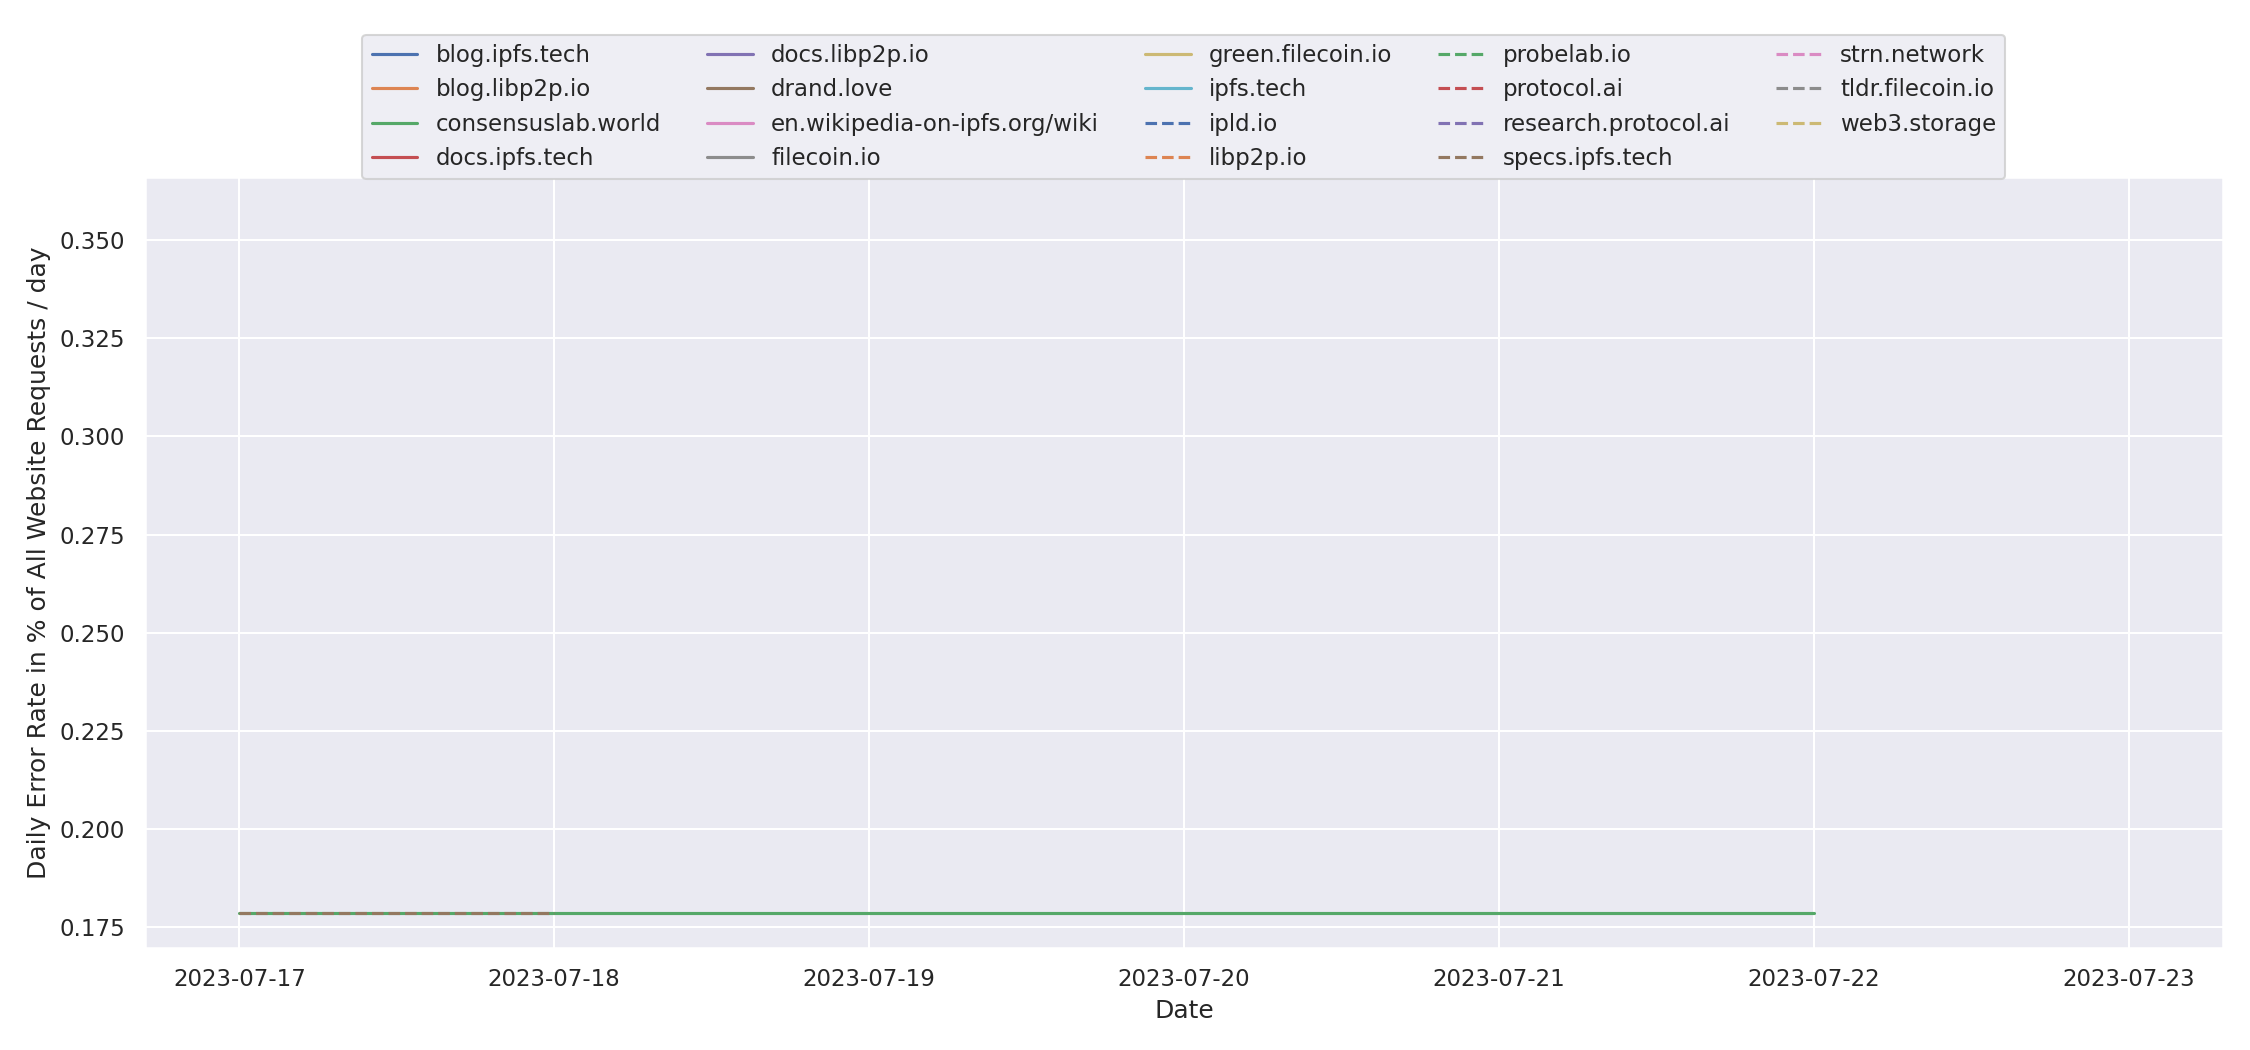 blog.ipfs.tech
blog.libp2p.io
consensuslab.world
docs.ipfs.tech
docs.libp2p.io
drand.love
en.wikipedia-on-ipfs.org/wiki
filecoin.io
green.filecoin.io
ipfs.tech
ipld.io
libp2p.io
probelab.io
protocol.ai
research.protocol.ai
specs.ipfs.tech
strn.network
tldr.filecoin.io
web3.storage
Daily Error Rate in % of All Website Requests / day
0.350
0.325
0.300
0.275
0.250
0.225
0.200
0.175
2023-07-17
2023-07-18
2023-07-19
2023-07-20
2023-07-21
2023-07-22
2023-07-23
Date